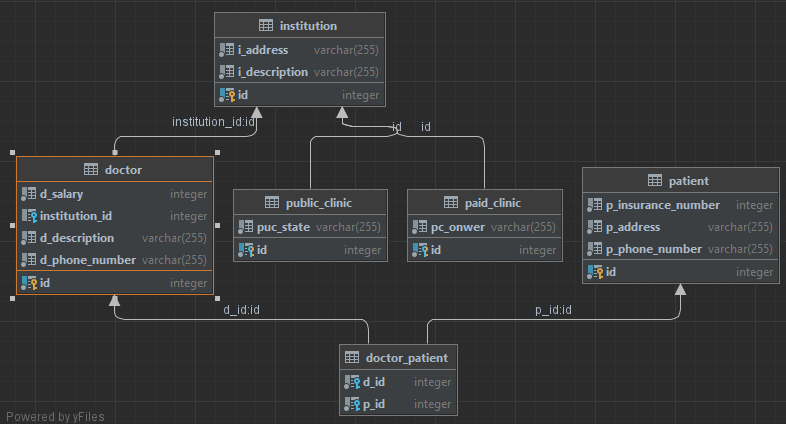 institution
i_address varchar(255)
i_description varchar(255)
id integer
institution_id:id
id
id
doctor
d_salary integer
institution_id integer
d_description varchar(255)
d_phone_number varchar(255)
id integer
public_clinic
puc_state varchar(255)
id integer
paid_clinic
pc_onwer varchar(255)
id integer
patient
p_insurance_number integer
p_address varchar(255)
p_phone_number varchar(255)
id integer
d_id:id
p_id:id
doctor_patient
d_id integer
p_id integer
Powered by yFiles